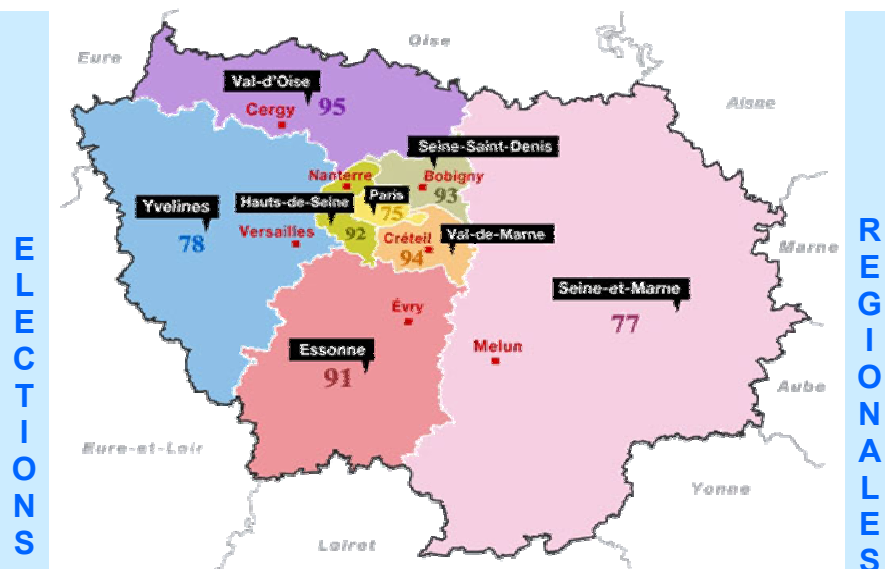 ELECTIONS
Eure
Oise
Aisne
Val-d'Oise
95
Cergy
Seine-Saint-Denis
Nanterre
Bobigny
93
Paris
75
Yvelines
78
Hauts-de-Seine
92
Versailles
Créteil
94
Val-de-Marne
Marne
Seine-et-Marne
77
Évry
Essonne
91
Melun
Aube
Eure-et-Loir
Yonne
Loiret
REGIONALES